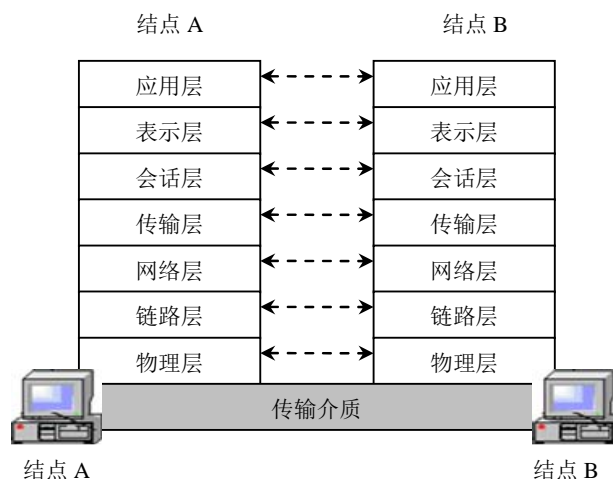 结点 A 结点 B
应用层 应用层
表示层 表示层
会话层 会话层
传输层 传输层
网络层 网络层
链路层 链路层
物理层 物理层
传输介质
结点 A 结点 B